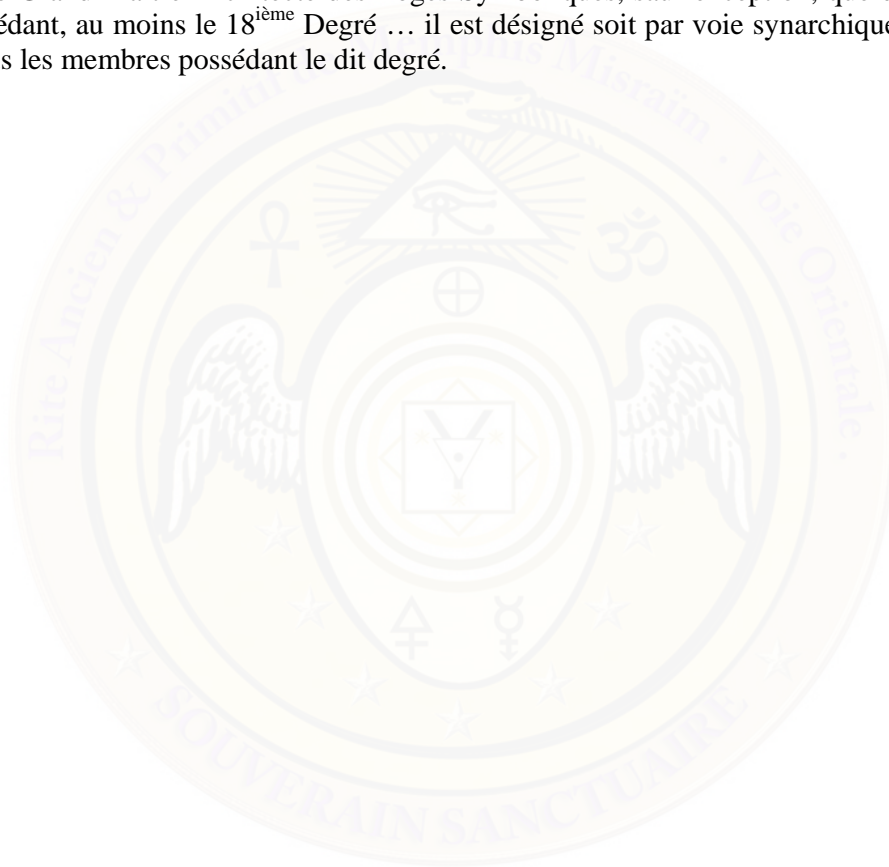 édant, au moins le 18ième Degré … il est désigné soit par voie synarchique
s les membres possédant le dit degré.
Rite Ancien & Primitif de Memphis Misraïm · Voie Orientale ·
SOUVERAIN SANCTUAIRE